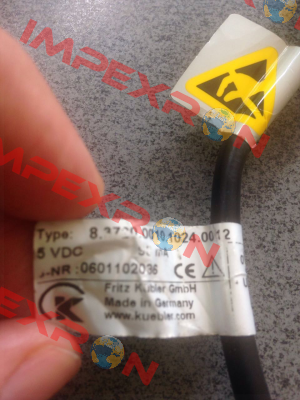 IMPEXRON
Type: 8.3720.0010.1024.0012
5 VDC
-NR : 0601102036
CE
Fritz Kübler GmbH
Made in Germany
www.kuebler.com